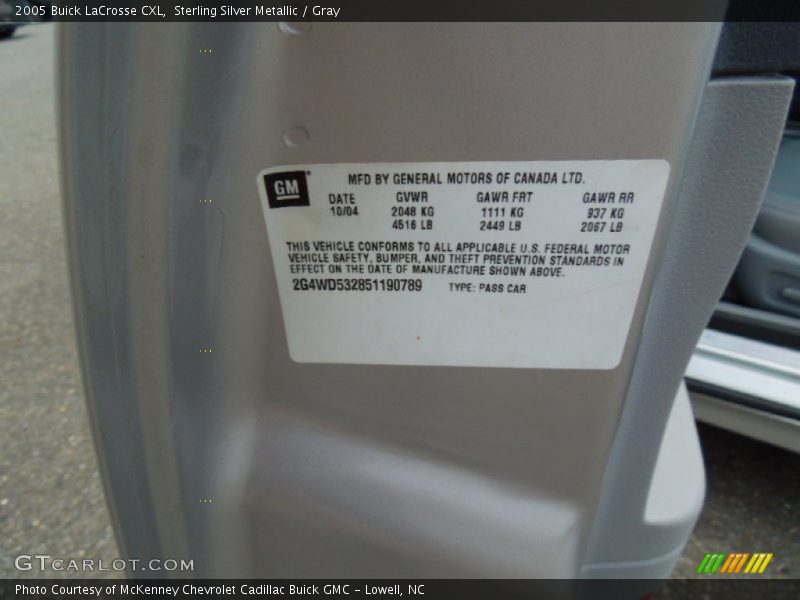 2005 Buick LaCrosse CXL, Sterling Silver Metallic / Gray
GM
MFD BY GENERAL MOTORS OF CANADA LTD.
DATE GVWR GAWR FRT GAWR RR
10/04 2048 KG 1111 KG 937 KG
4516 LB 2449 LB 2067 LB
THIS VEHICLE CONFORMS TO ALL APPLICABLE U.S. FEDERAL MOTOR
VEHICLE SAFETY, BUMPER, AND THEFT PREVENTION STANDARDS IN
EFFECT ON THE DATE OF MANUFACTURE SHOWN ABOVE.
2G4WD532851190789 TYPE: PASS CAR
GTCARLOT.COM
Photo Courtesy of McKenney Chevrolet Cadillac Buick GMC - Lowell, NC